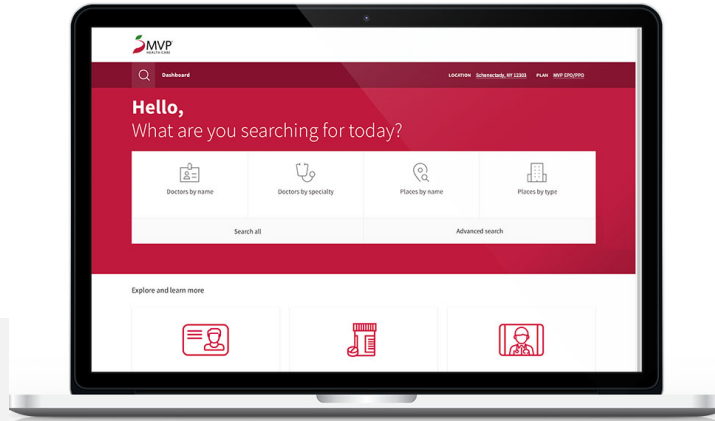 MVP
HEALTH CARE
Dashboard
LOCATION Schenectady, NY 12303 PLAN MVP EPO/PPO
Hello,
What are you searching for today?
Doctors by name
Doctors by specialty
Places by name
Places by type
Search all
Advanced search
Explore and learn more